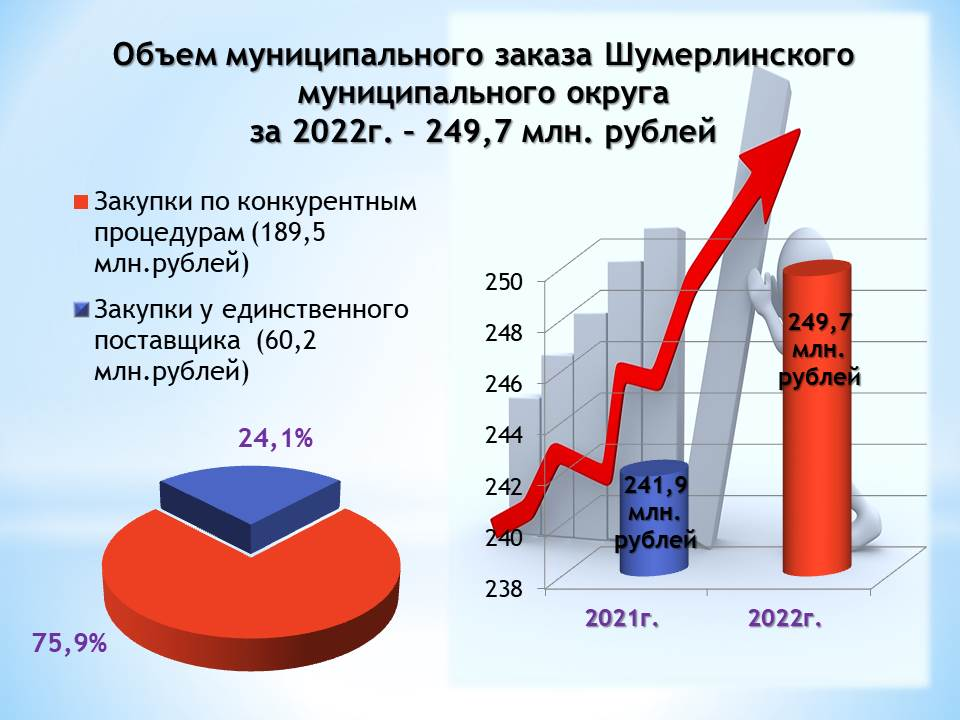 Объем муниципального заказа Шумерлинского
муниципального округа
за 2022г. – 249,7 млн. рублей
Закупки по конкурентным
процедурам (189,5
млн.рублей)
Закупки у единственного
поставщика (60,2
млн.рублей)
24,1%
75,9%
250
248
246
244
242
240
238
241,9
млн.
рублей
249,7
млн.
рублей
2021г.
2022г.